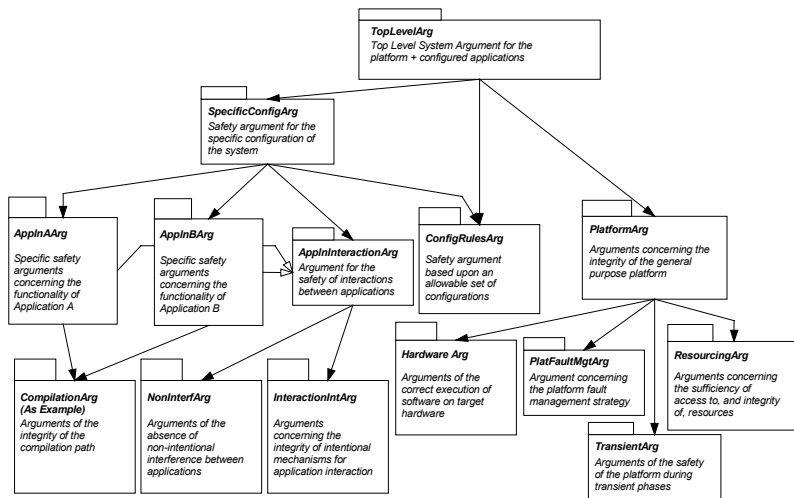 TopLevelArg
Top Level System Argument for the
platform + configured applications
SpecificConfigArg
Safety argument for the
specific configuration of
the system
ApplnAArg
Specific safety
arguments
concerning the
functionality of
Application A
ApplnBArg
Specific safety
arguments
concerning the
functionality of
Application B
ApplnInteractionArg
Argument for the
safety of interactions
between applications
ConfigRulesArg
Safety argument
based upon an
allowable set of
configurations
PlatformArg
Arguments concerning the
integrity of the general
purpose platform
CompilationArg
(As Example)
Arguments of the
integrity of the
compilation path
NonInterfArg
Arguments of the
absence of
non-intentional
interference between
applications
InteractionIntArg
Arguments
concerning the
integrity of intentional
mechanisms for
application interaction
Hardware Arg
Arguments of the
correct execution of
software on target
hardware
PlatFaultMgtArg
Argument concerning
the platform fault
management strategy
ResourcingArg
Arguments concerning
the sufficiency of
access to, and integrity
of, resources
TransientArg
Arguments of the safety
of the platform during
transient phases